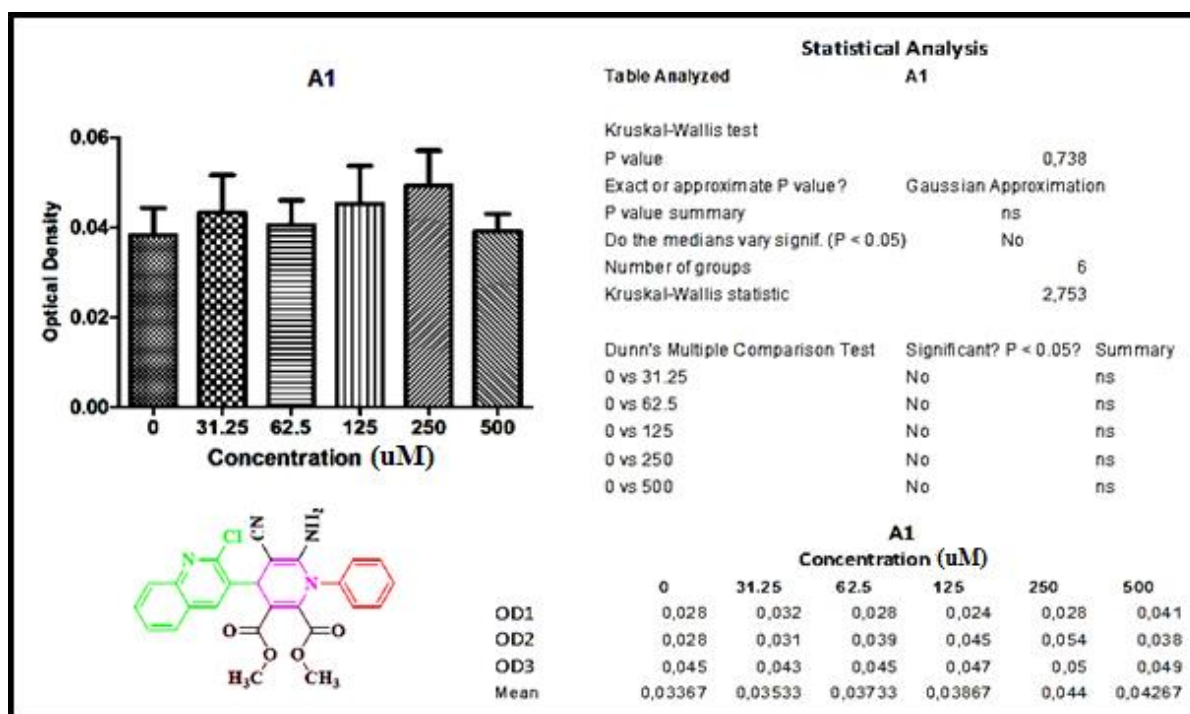 A1
0.06
0.04
0.02
0.00
Optical Density
0 31.25 62.5 125 250 500
Concentration (uM)
Statistical Analysis
Table Analyzed A1
Kruskal-Wallis test
P value 0,738
Exact or approximate P value? Gaussian Approximation
P value summary ns
Do the medians vary signif. (P < 0.05) No
Number of groups 6
Kruskal-Wallis statistic 2,753
Dunn's Multiple Comparison Test Significant? P < 0.05? Summary
0 vs 31.25 No ns
0 vs 62.5 No ns
0 vs 125 No ns
0 vs 250 No ns
0 vs 500 No ns
Cl CN NH2
N N
O O
O O
H3C CH3
A1
Concentration (uM)
0 31.25 62.5 125 250 500
OD1 0,028 0,032 0,028 0,024 0,028 0,041
OD2 0,028 0,031 0,039 0,045 0,054 0,038
OD3 0,045 0,043 0,045 0,047 0,05 0,049
Mean 0,03367 0,03533 0,03733 0,03867 0,044 0,04267